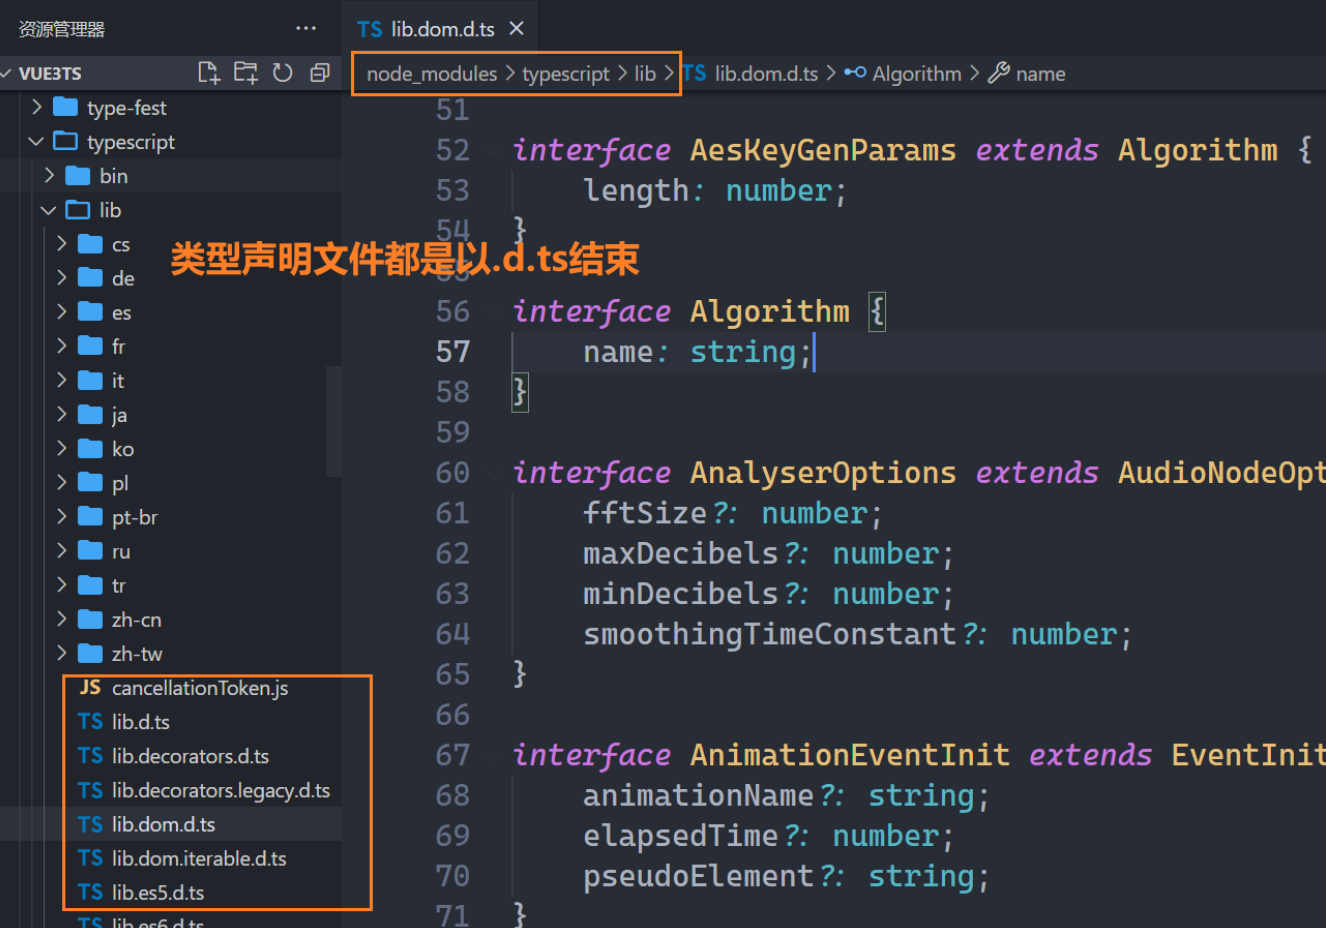 资源管理器 ···
VUE3TS
type-fest
typescript
bin
lib
cs
de
es
fr
it
ja
ko
pl
pt-br
ru
tr
zh-cn
zh-tw
JS cancellationToken.js
TS lib.d.ts
TS lib.decorators.d.ts
TS lib.decorators.legacy.d.ts
TS lib.dom.d.ts
TS lib.dom.iterable.d.ts
TS lib.es5.d.ts
TS lib.es6.d.ts
类型声明文件都是以.d.ts结束
TS lib.dom.d.ts ×
node_modules > typescript > lib > TS lib.dom.d.ts > Algorithm > name
51
52 interface AesKeyGenParams extends Algorithm {
53 length: number;
54 }
55
56 interface Algorithm {
57 name: string;
58 }
59
60 interface AnalyserOptions extends AudioNodeOpt
61 fftSize?: number;
62 maxDecibels?: number;
63 minDecibels?: number;
64 smoothingTimeConstant?: number;
65 }
66
67 interface AnimationEventInit extends EventInit
68 animationName?: string;
69 elapsedTime?: number;
70 pseudoElement?: string;
71 }